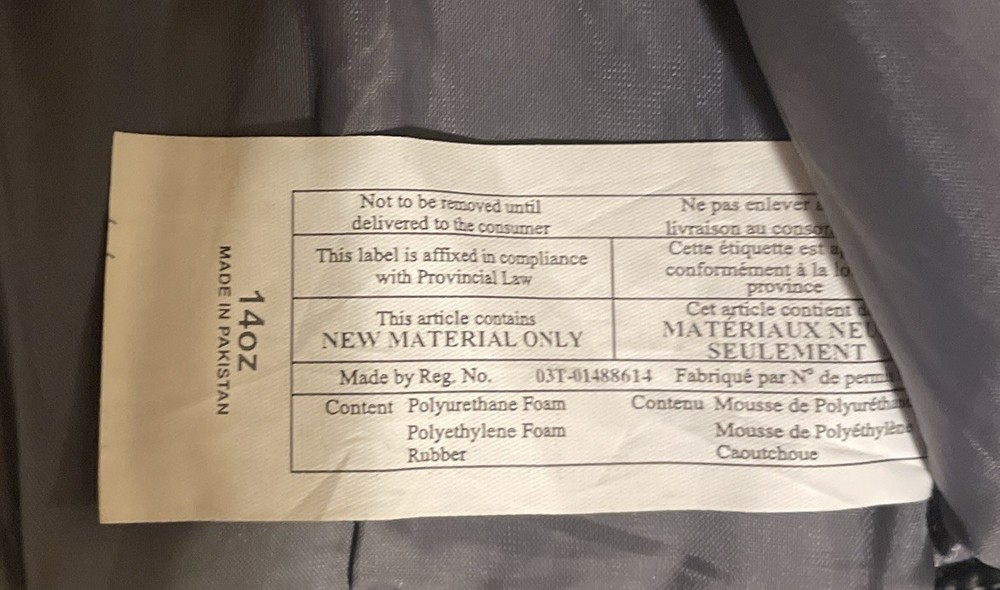 Not to be removed until
delivered to the consumer
Ne pas enlever
livraison au
This label is affixed in compliance
with Provincial Law
Cette étiquette est
conformément à la
province
This article contains
NEW MATERIAL ONLY
Cet article contient
MATÉRIAUX
SEULEMENT
Made by Reg. No. 03T-01488614 Fabriqué par N° de
Content Polyurethane Foam
Polyethylene Foam
Rubber
Contenu Mousse de
Mousse de Polyéthylène
Caoutchoue
14OZ
MADE IN PAKISTAN